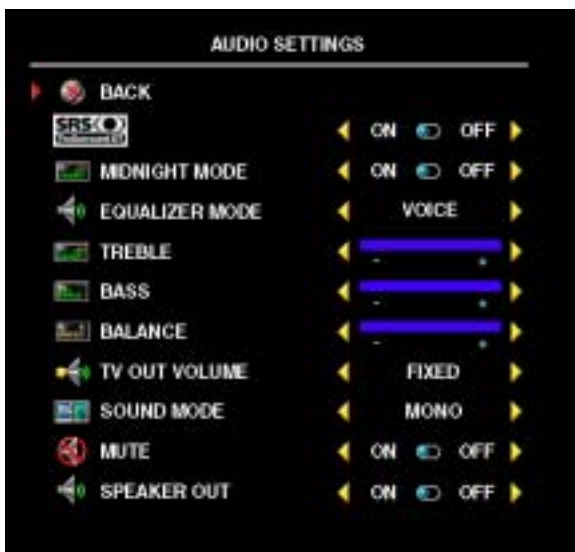 AUDIO SETTINGS
BACK
SRS ON OFF
MIDNIGHT MODE ON OFF
EQUALIZER MODE VOICE
TREBLE
- +
BASS
- +
BALANCE
- +
TV OUT VOLUME FIXED
SOUND MODE MONO
MUTE ON OFF
SPEAKER OUT ON OFF